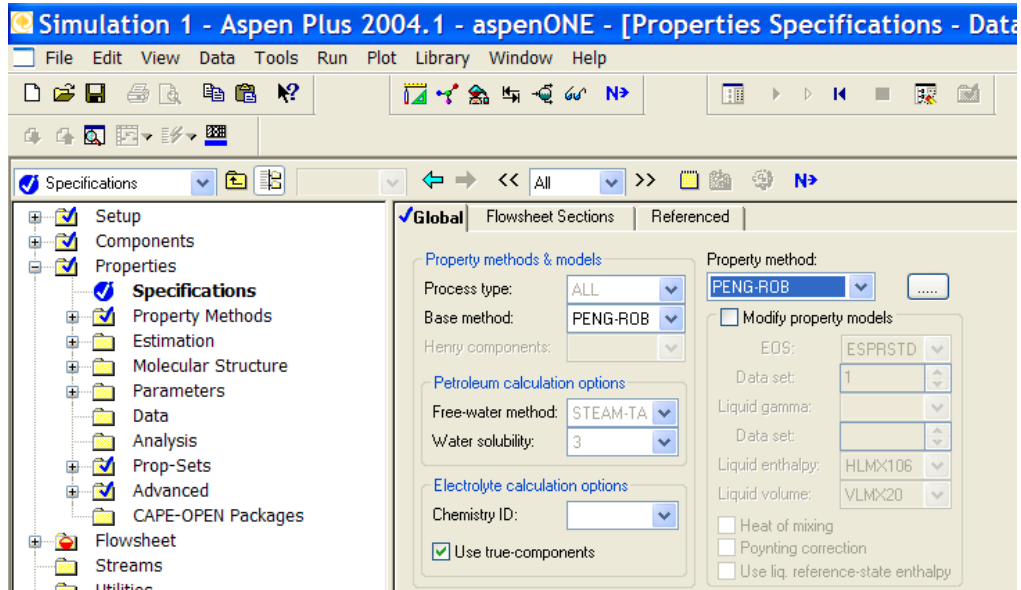 Simulation 1 - Aspen Plus 2004.1 - aspenONE - [Properties Specifications - Data
File Edit View Data Tools Run Plot Library Window Help
N
Specifications << All >> N
Setup
Components
Properties
Specifications
Property Methods
Estimation
Molecular Structure
Parameters
Data
Analysis
Prop-Sets
Advanced
CAPE-OPEN Packages
Flowsheet
Streams
Utilities
Global Flowsheet Sections Referenced
Property methods & models
Process type: ALL
Base method: PENG-ROB
Henry components:
Petroleum calculation options
Free-water method: STEAM-TA
Water solubility: 3
Electrolyte calculation options
Chemistry ID:
Use true-components
Property method:
PENG-ROB .....
Modify property models
EOS: ESPRSTD
Data set: 1
Liquid gamma:
Data set:
Liquid enthalpy: HLMX106
Liquid volume: VLMX20
Heat of mixing
Poynting correction
Use liq. reference-state enthalpy